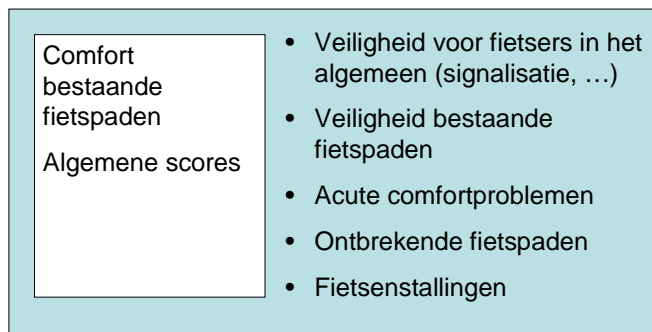 Comfort
bestaande
fietspaden
Algemene scores
• Veiligheid voor fietsers in het
algemeen (signalisatie, …)
• Veiligheid bestaande
fietspaden
• Acute comfortproblemen
• Ontbrekende fietspaden
• Fietsenstallingen